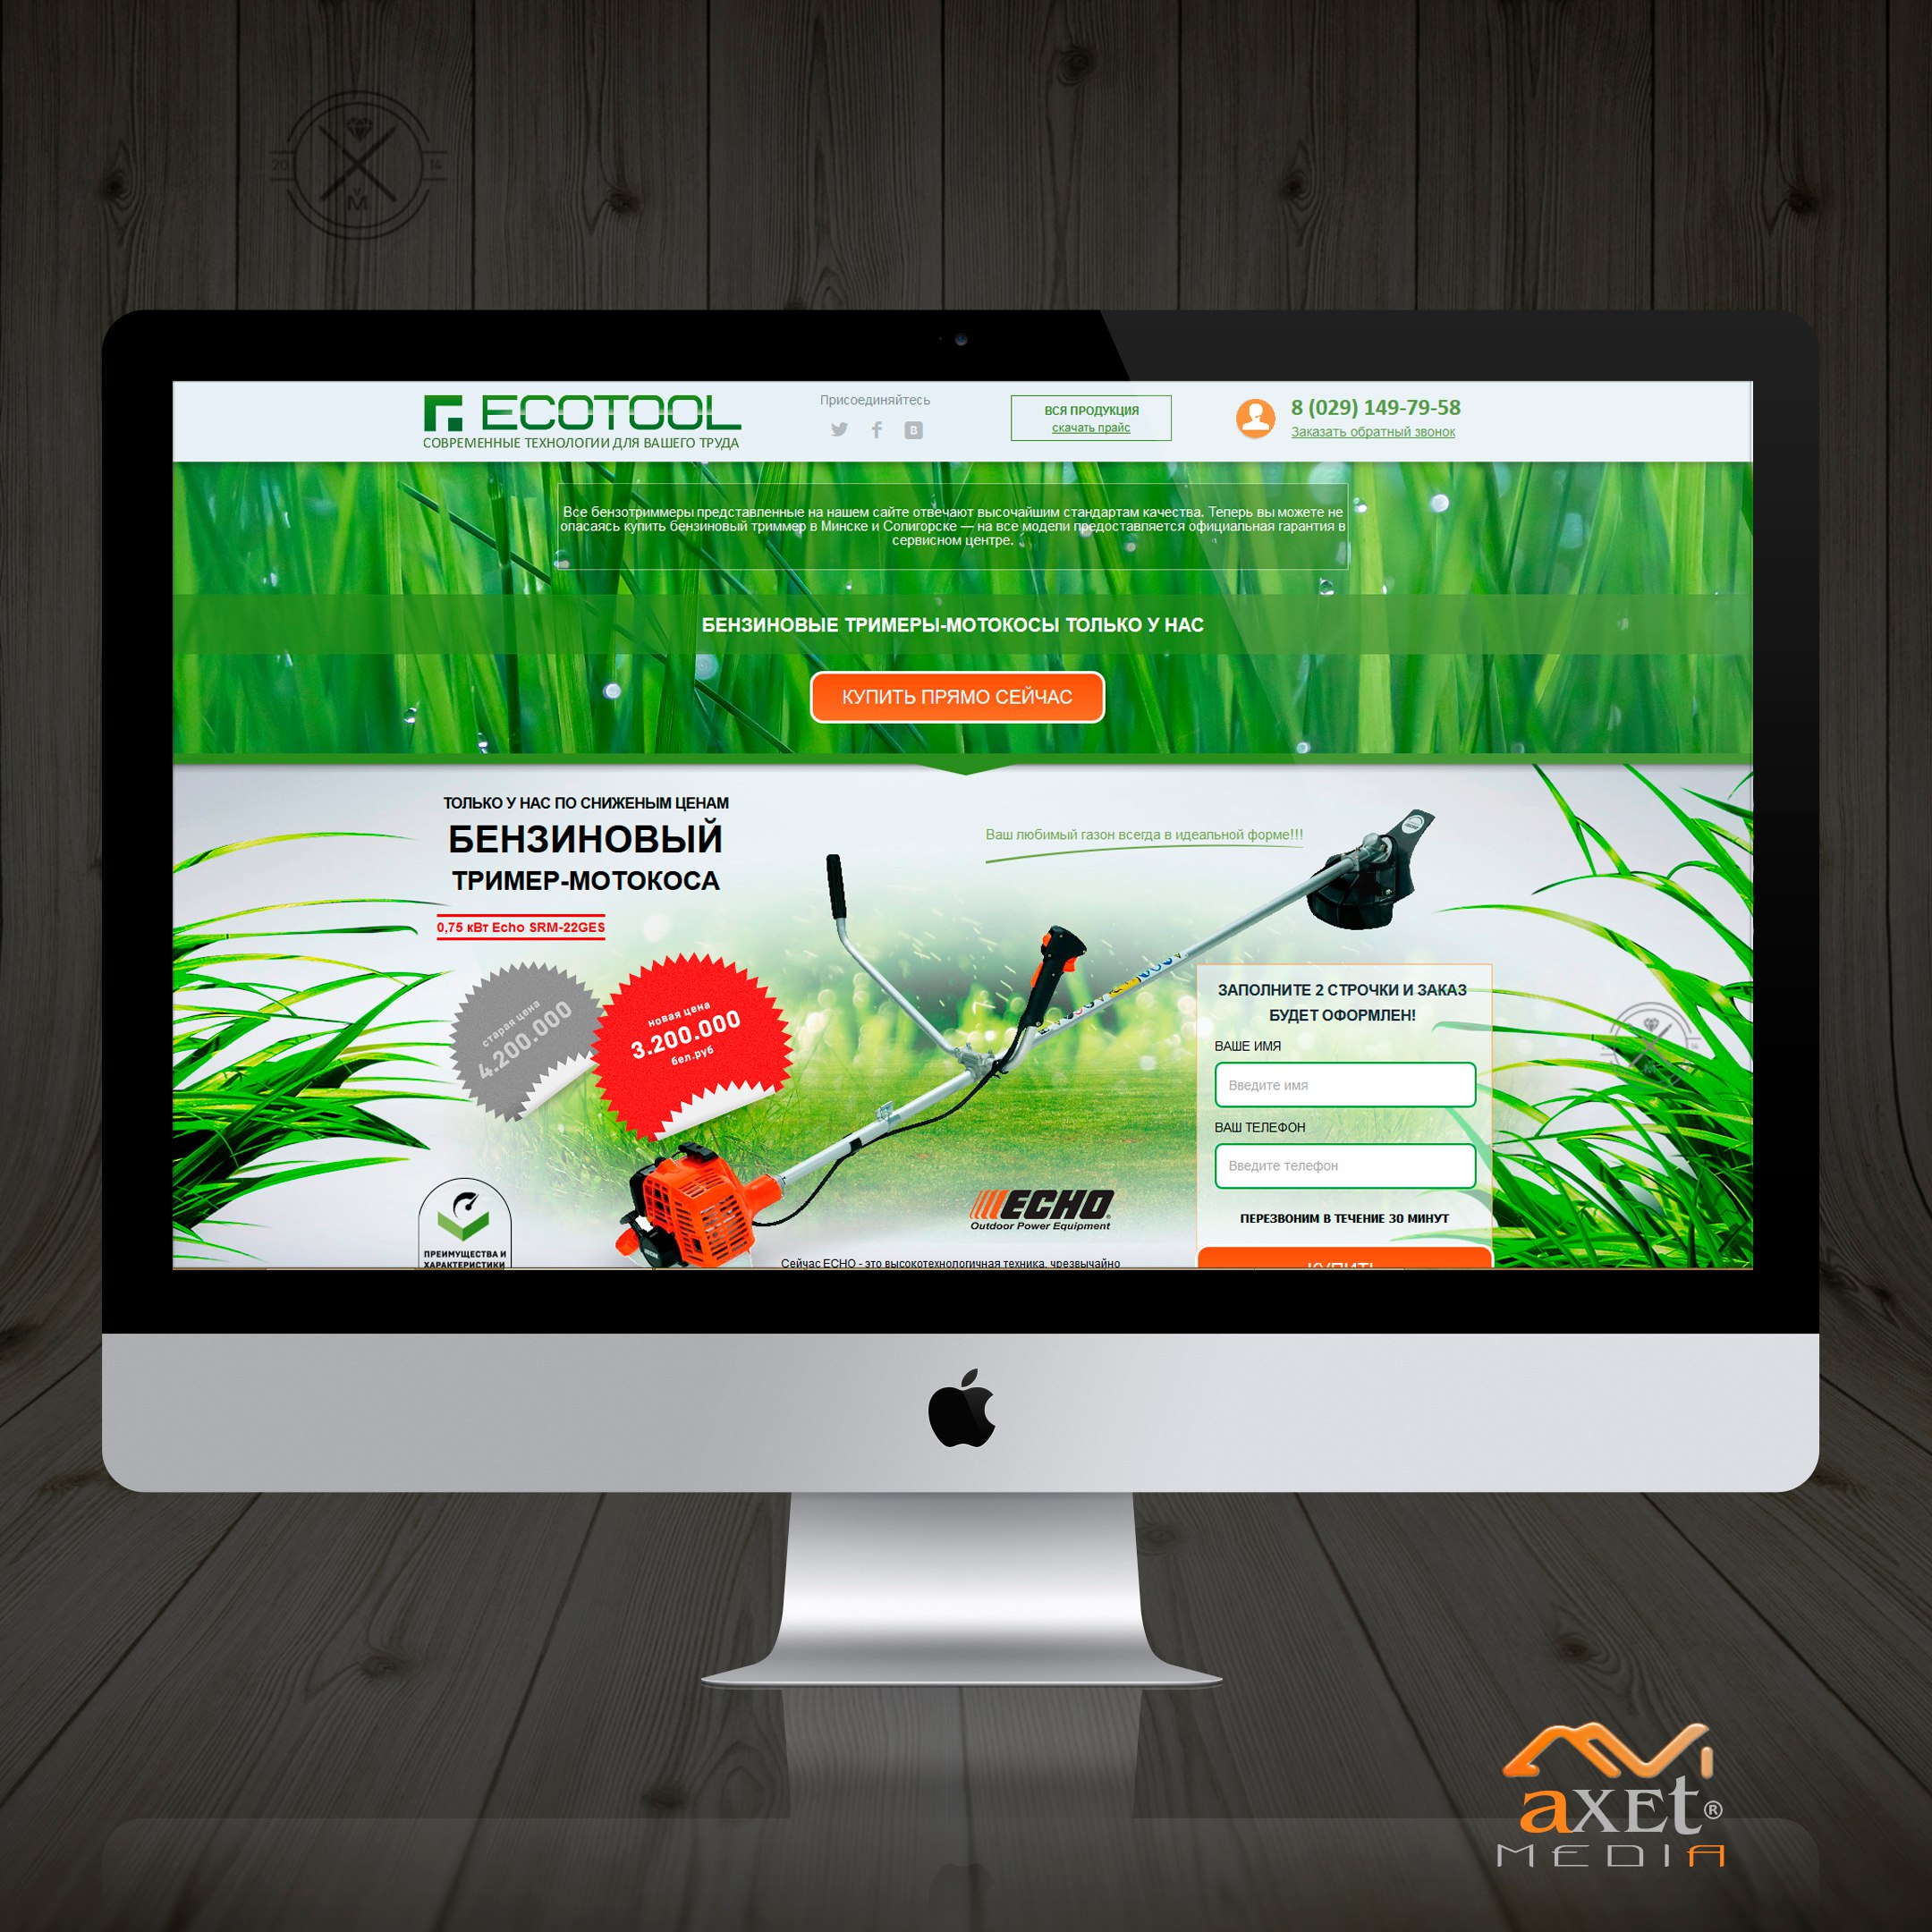 20 14
VM
ECOTOOL
СОВРЕМЕННЫЕ ТЕХНОЛОГИИ ДЛЯ ВАШЕГО ТРУДА
Присоединяйтесь
B
ВСЯ ПРОДУКЦИЯ
скачать прайс
8 (029) 149-79-58
Заказать обратный звонок
Все бензотриммеры представленные на нашем сайте отвечают высочайшим стандартам качества. Теперь вы можете не
опасаясь купить бензиновый триммер в Минске и Солигорске — на все модели предоставляется официальная гарантия в
сервисном центре.
БЕНЗИНОВЫЕ ТРИМЕРЫ-МОТОКОСЫ ТОЛЬКО У НАС
КУПИТЬ ПРЯМО СЕЙЧАС
ТОЛЬКО У НАС ПО СНИЖЕНЫМ ЦЕНАМ
БЕНЗИНОВЫЙ
ТРИМЕР-МОТОКОСА
0,75 кВт Echo SRM-22GES
Ваш любимый газон всегда в идеальной форме!!!
старая цена
4.200.000
новая цена
3.200.000
бел.руб
ЗАПОЛНИТЕ 2 СТРОЧКИ И ЗАКАЗ
БУДЕТ ОФОРМЛЕН!
ВАШЕ ИМЯ
Введите имя
ВАШ ТЕЛЕФОН
Введите телефон
ПЕРЕЗВОНИМ В ТЕЧЕНИЕ 30 МИНУТ
КУПИТЬ
ECHO
Outdoor Power Equipment
Сейчас ECHO - это высокотехнологичная техника, чрезвычайно
ПРЕИМУЩЕСТВА И
ХАРАКТЕРИСТИКИ
axet®
MEDIA